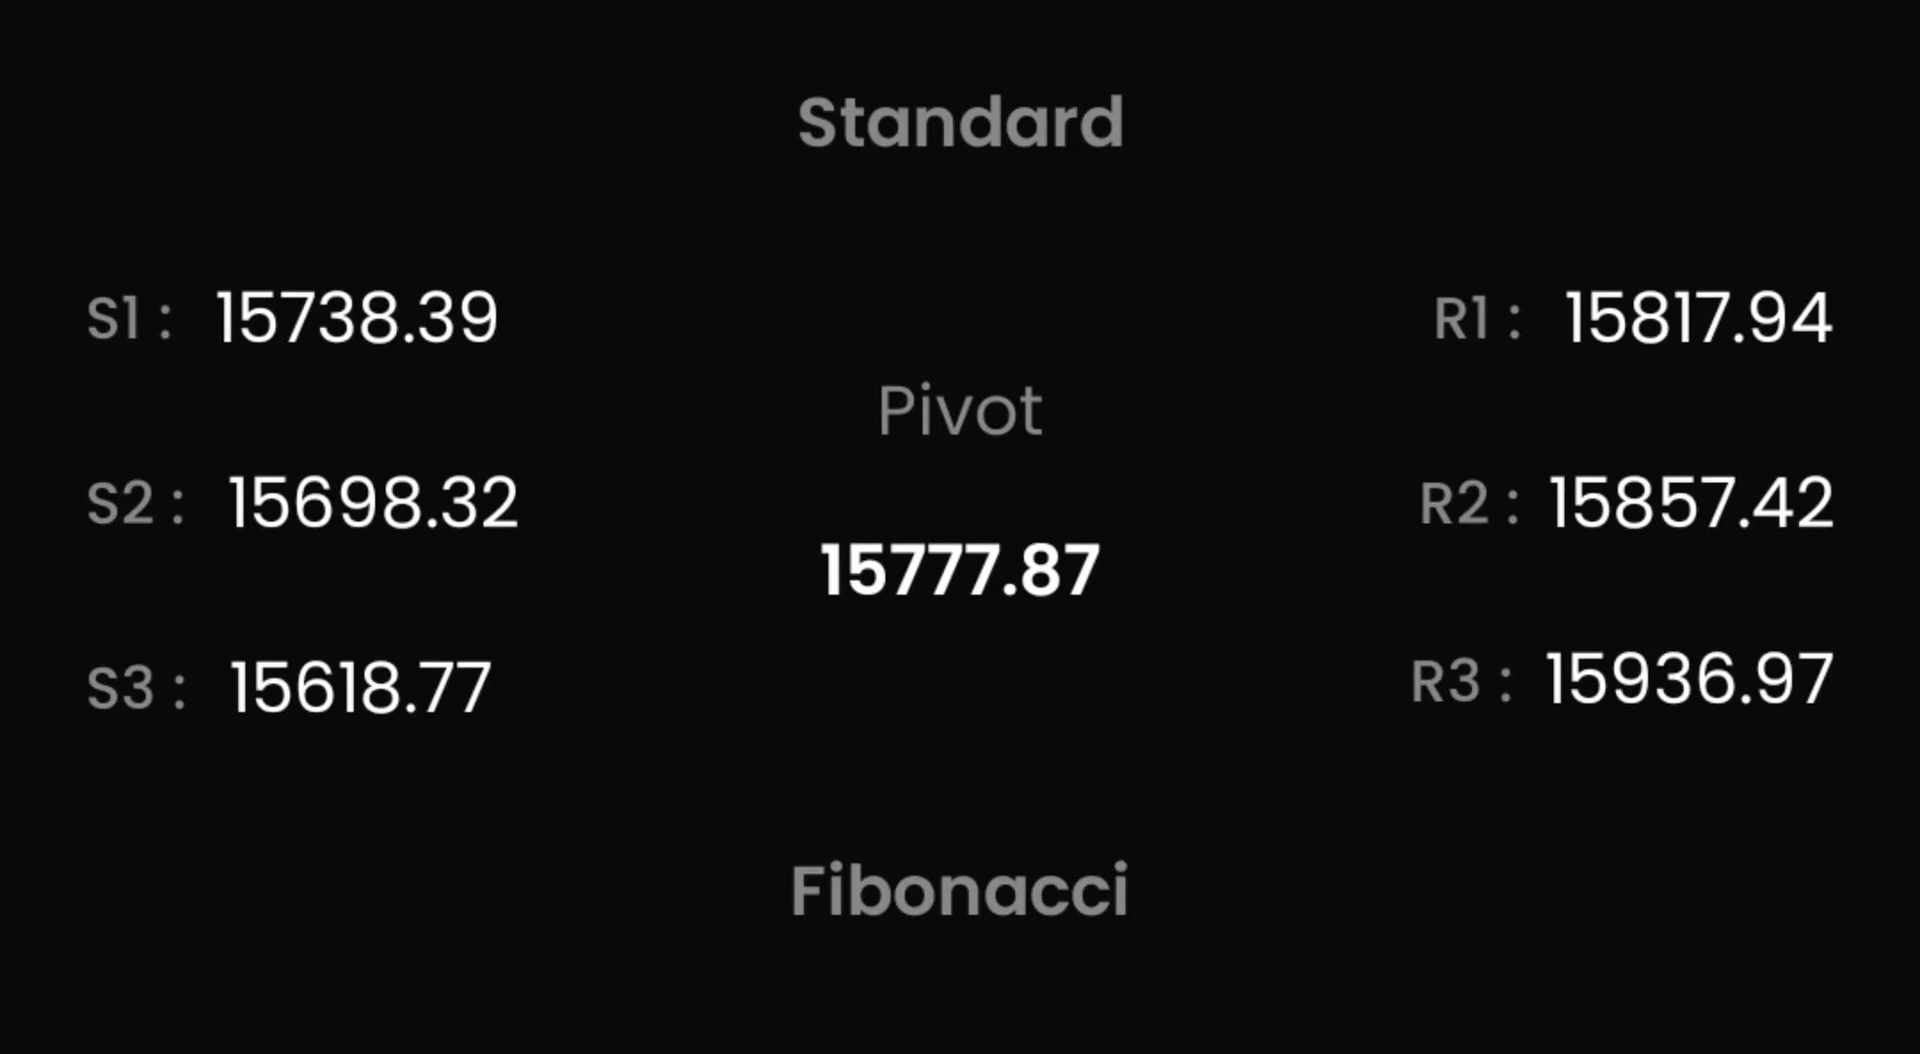 Standard
S1 : 15738.39
R1 : 15817.94
Pivot
S2 : 15698.32
R2 : 15857.42
15777.87
S3 : 15618.77
R3 : 15936.97
Fibonacci